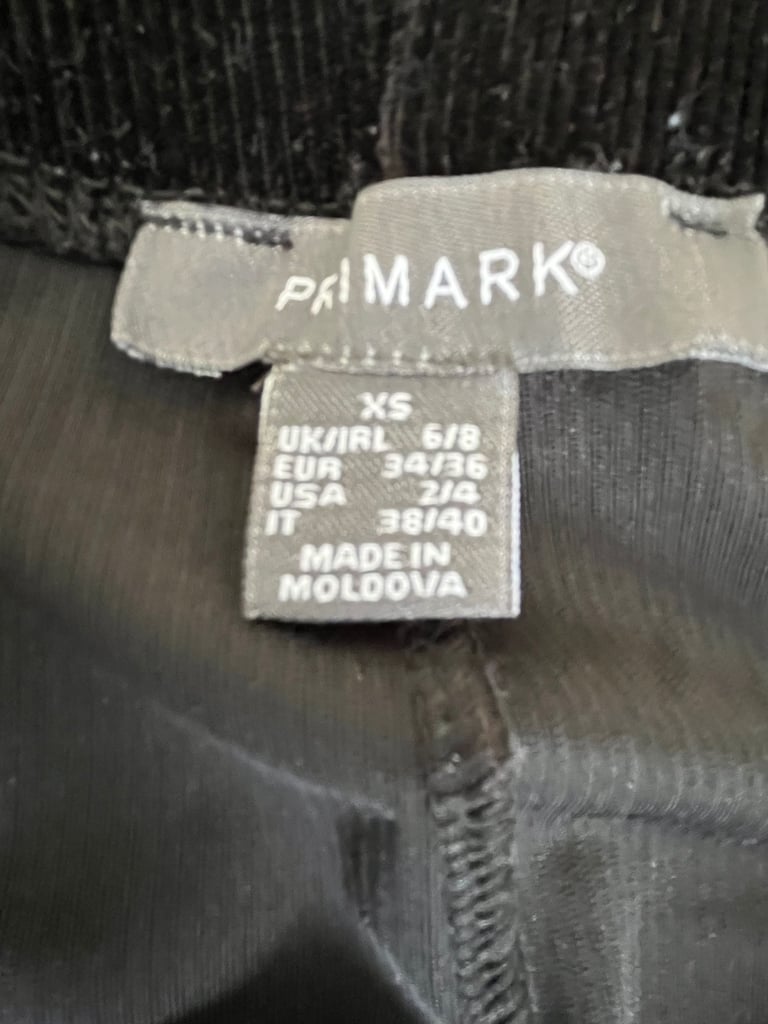 PRIMARK®
XS
UK/IRL 6/8
EUR 34/36
USA 2/4
IT 38/40
MADE IN
MOLDOVA